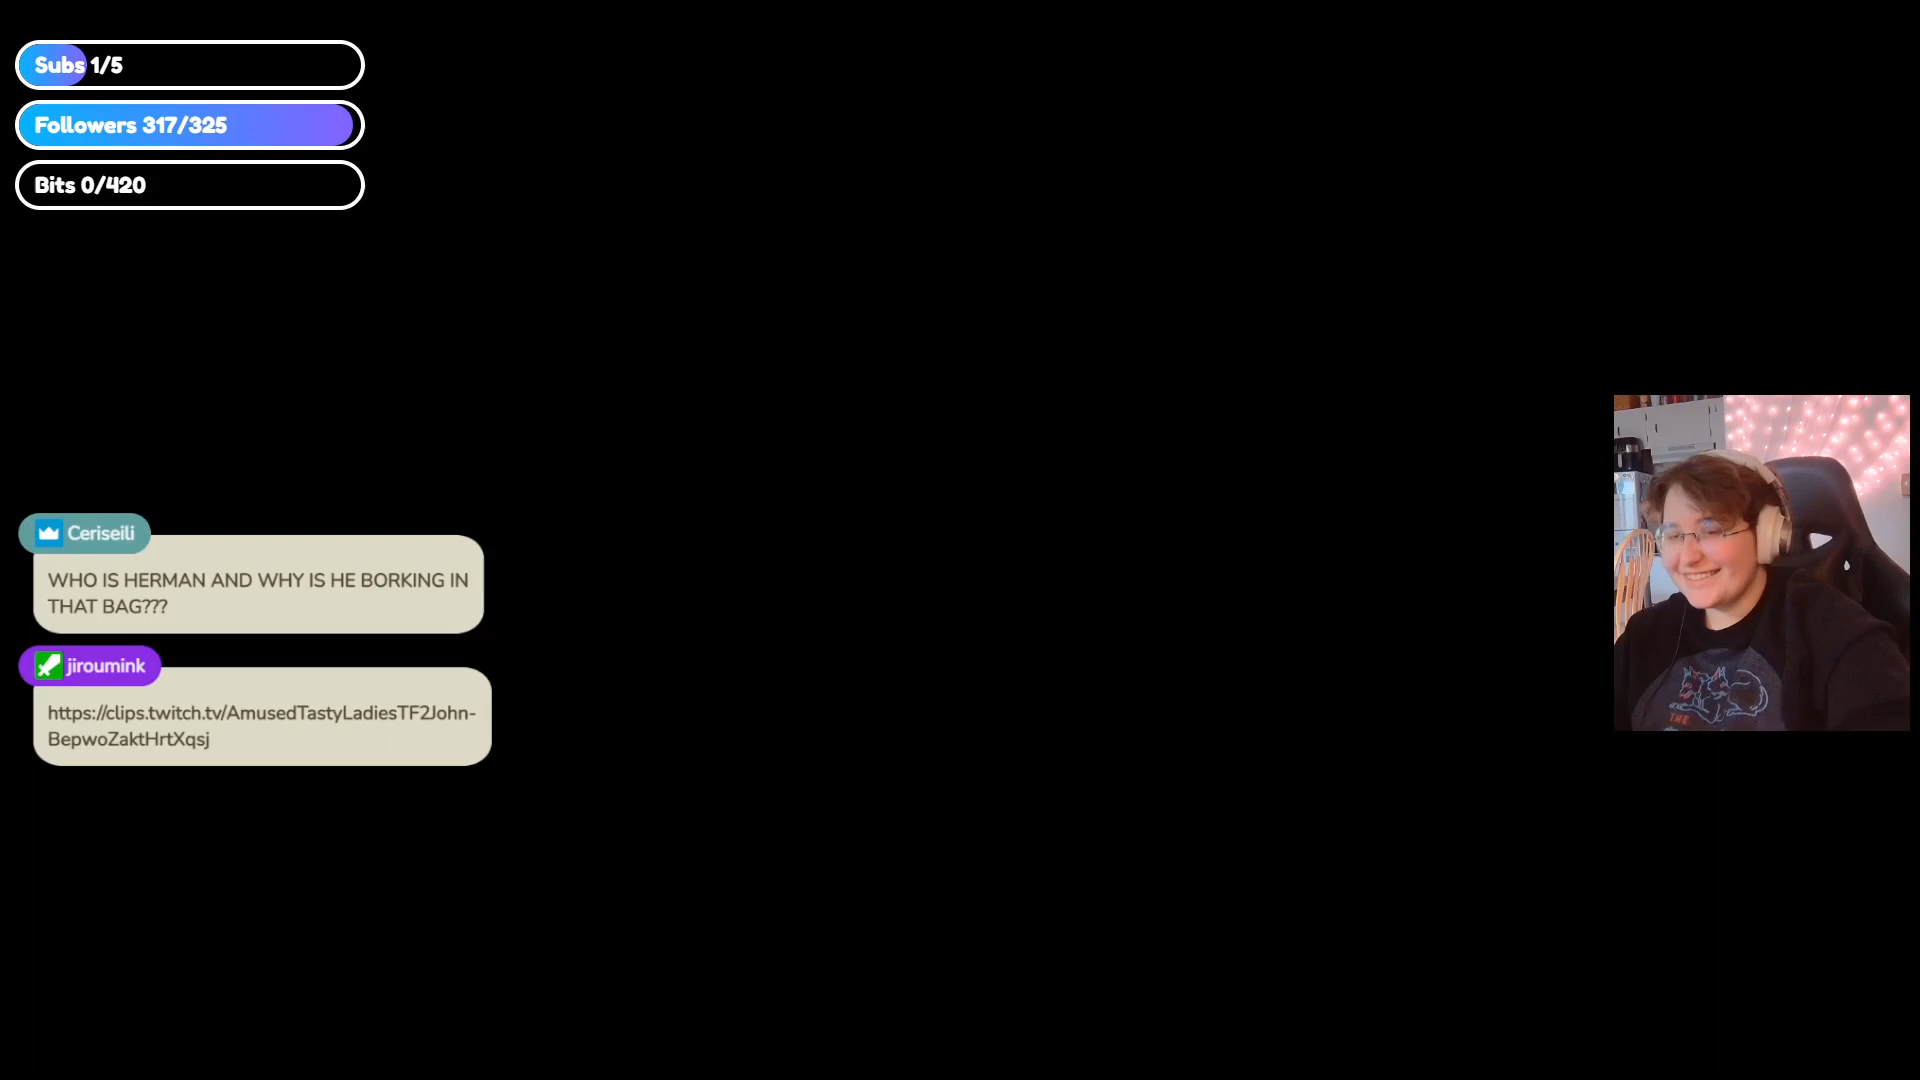 Subs 1/5
Followers 317/325
Bits 0/420
Ceriseili
WHO IS HERMAN AND WHY IS HE BORKING IN
THAT BAG???
jiroumink
https://clips.twitch.tv/AmusedTastyLadiesTF2John-
BepwoZaktHrtXqsj
THE